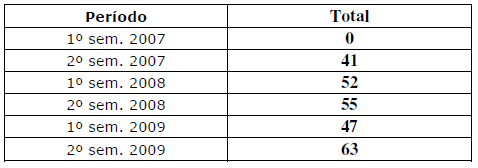 Período Total
1º sem. 2007 0
2º sem. 2007 41
1º sem. 2008 52
2º sem. 2008 55
1º sem. 2009 47
2º sem. 2009 63